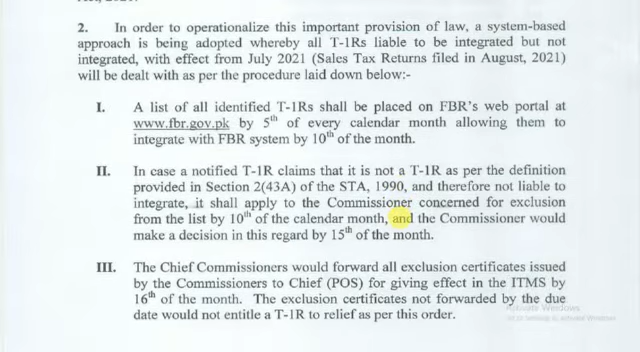 2. In order to operationalize this important provision of law, a system-based
approach is being adopted whereby all T-1Rs liable to be integrated but not
integrated, with effect from July 2021 (Sales Tax Returns filed in August, 2021)
will be dealt with as per the procedure laid down below:-
I. A list of all identified T-1Rs shall be placed on FBR's web portal at
www.fbr.gov.pk by 5th of every calendar month allowing them to
integrate with FBR system by 10th of the month.
II. In case a notified T-1R claims that it is not a T-1R as per the definition
provided in Section 2(43A) of the STA, 1990, and therefore not liable to
integrate, it shall apply to the Commissioner concerned for exclusion
from the list by 10th of the calendar month, and the Commissioner would
make a decision in this regard by 15th of the month.
III. The Chief Commissioners would forward all exclusion certificates issued
by the Commissioners to Chief (POS) for giving effect in the ITMS by
16th of the month. The exclusion certificates not forwarded by the due
date would not entitle a T-1R to relief as per this order.
Activate Windows
Go to Settings to activate Windows